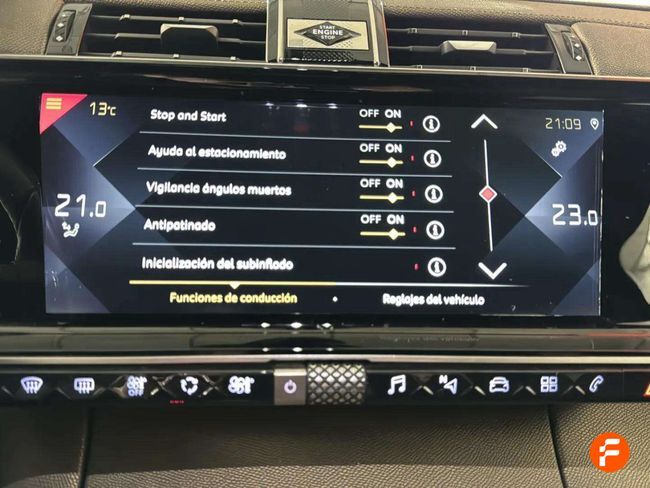 START
ENGINE
STOP
13°c
Stop and Start
OFF ON
21:09
Ayuda al estacionamiento
OFF ON
Vigilancia ángulos muertos
OFF ON
21.0
23.0
Antipatinado
OFF ON
Inicialización del subinflado
Funciones de conducción
Reglajes del vehículo
OFF
N